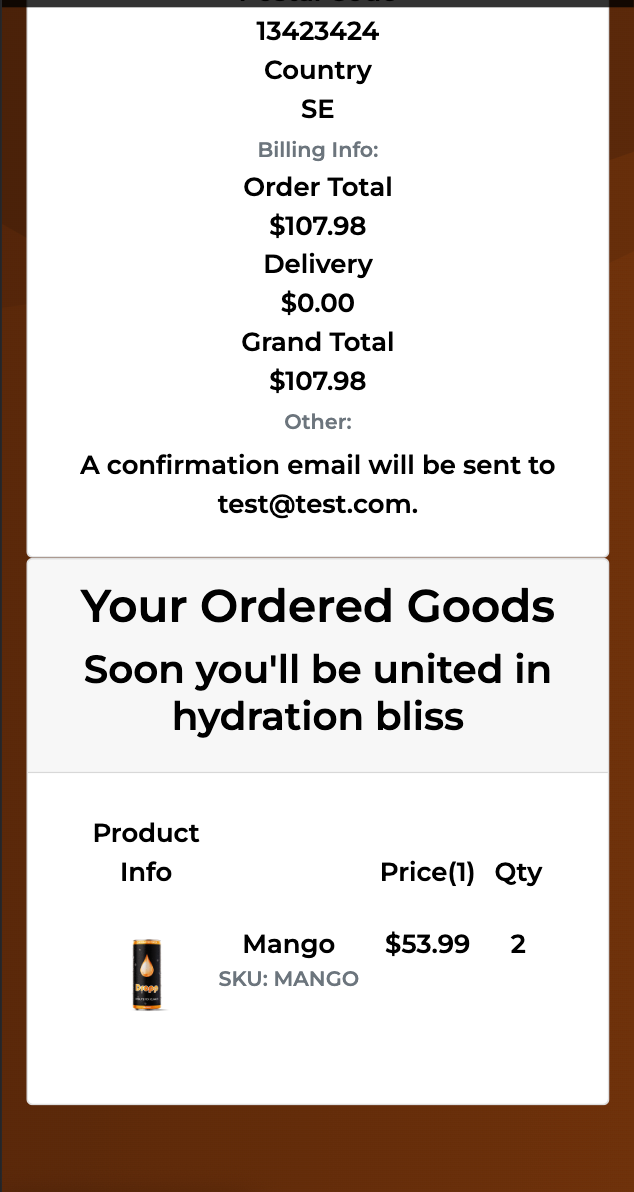 13423424
Country
SE
Billing Info:
Order Total
$107.98
Delivery
$0.00
Grand Total
$107.98
Other:
A confirmation email will be sent to
test@test.com.
Your Ordered Goods
Soon you'll be united in
hydration bliss
Product
Info Price(1) Qty
Mango $53.99 2
SKU: MANGO
Dropp